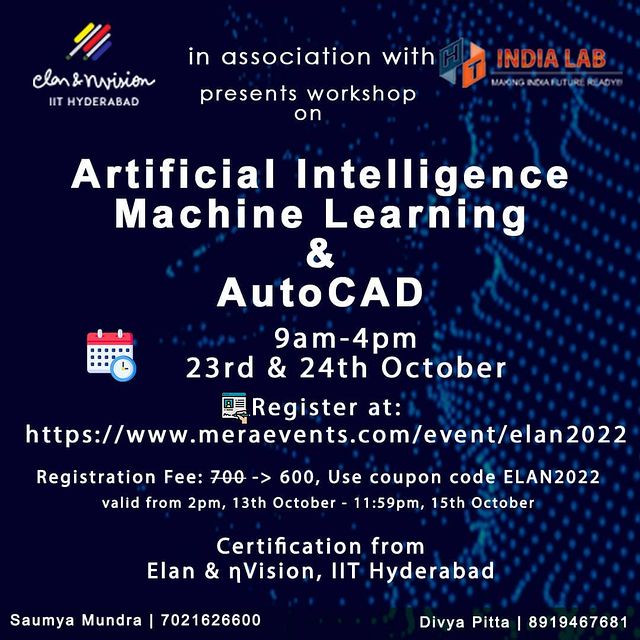 elan & ηvision
IIT HYDERABAD
in association with
HT
INDIA LAB
MAKING INDIA FUTURE READY!!
presents workshop
on
Artificial Intelligence
Machine Learning
&
AutoCAD
9am-4pm
23rd & 24th October
Register at:
https://www.meraevents.com/event/elan2022
Registration Fee: 700 -> 600, Use coupon code ELAN2022
valid from 2pm, 13th October - 11:59pm, 15th October
Certification from
Elan & ηVision, IIT Hyderabad
Saumya Mundra | 7021626600
Divya Pitta | 8919467681